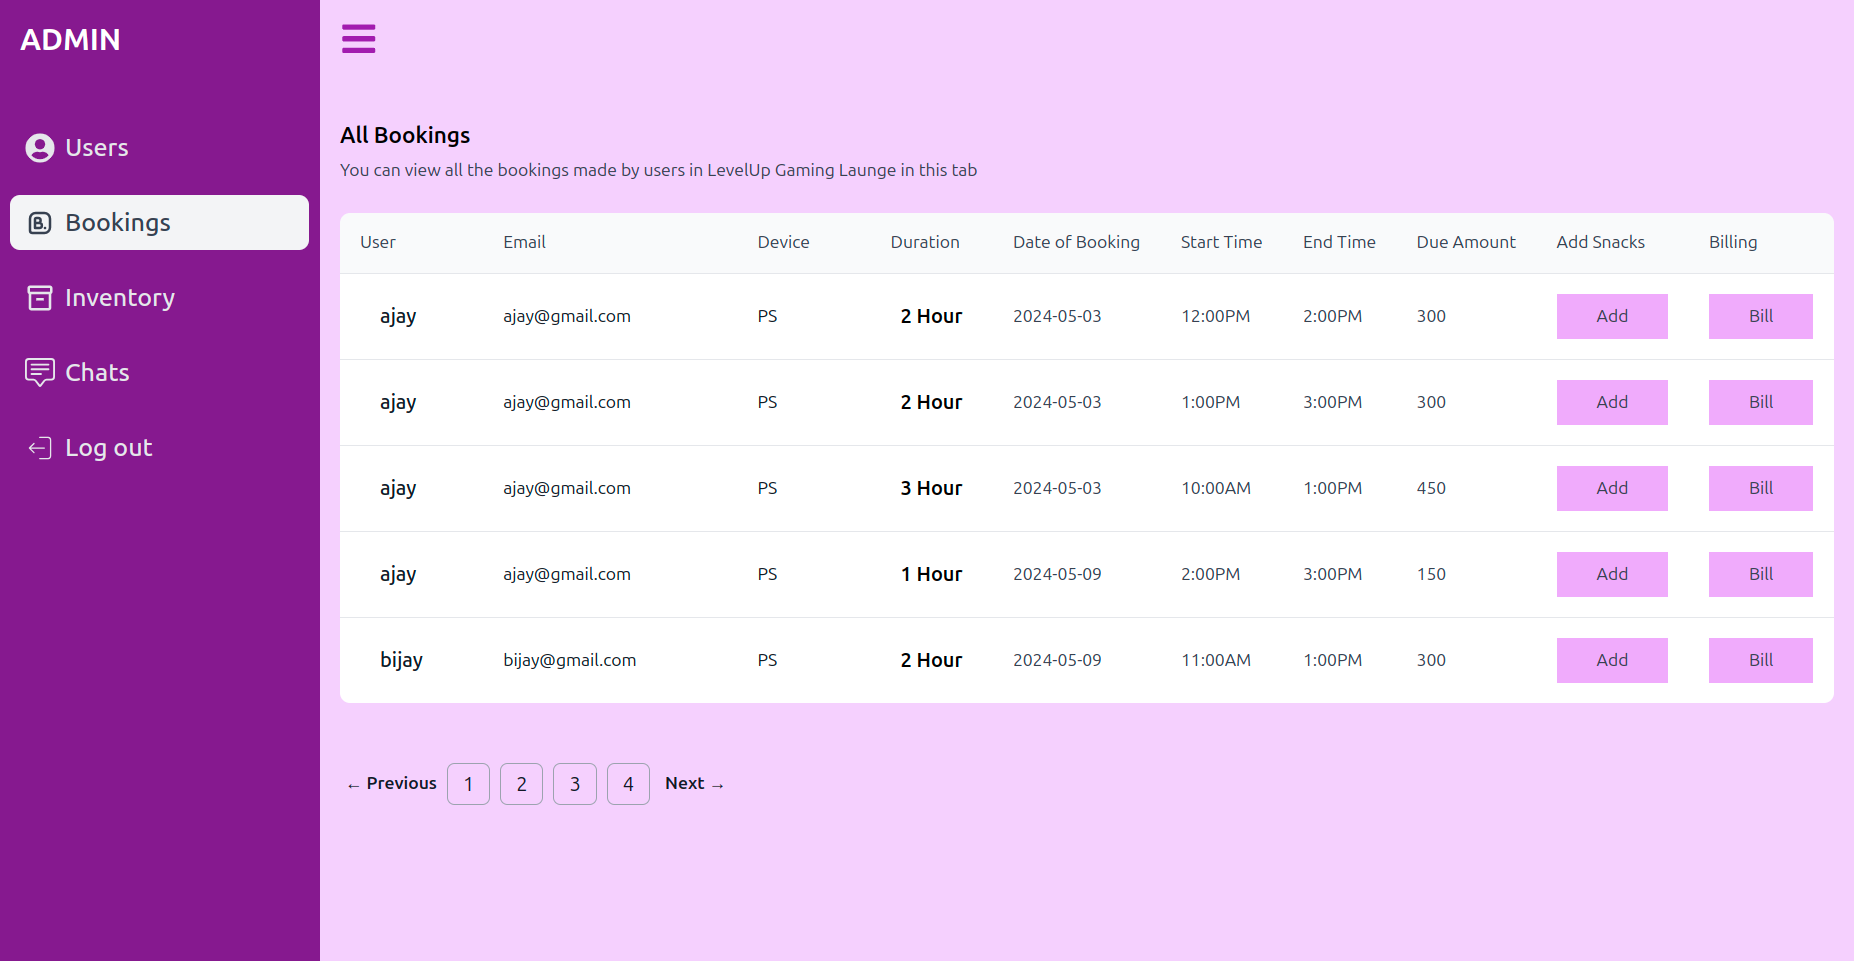 ADMIN
Users
Bookings
Inventory
Chats
Log out
All Bookings
You can view all the bookings made by users in LevelUp Gaming Launge in this tab
User Email Device Duration Date of Booking Start Time End Time Due Amount Add Snacks Billing
ajay ajay@gmail.com PS 2 Hour 2024-05-03 12:00PM 2:00PM 300 Add Bill
ajay ajay@gmail.com PS 2 Hour 2024-05-03 1:00PM 3:00PM 300 Add Bill
ajay ajay@gmail.com PS 3 Hour 2024-05-03 10:00AM 1:00PM 450 Add Bill
ajay ajay@gmail.com PS 1 Hour 2024-05-09 2:00PM 3:00PM 150 Add Bill
bijay bijay@gmail.com PS 2 Hour 2024-05-09 11:00AM 1:00PM 300 Add Bill
← Previous 1 2 3 4 Next →